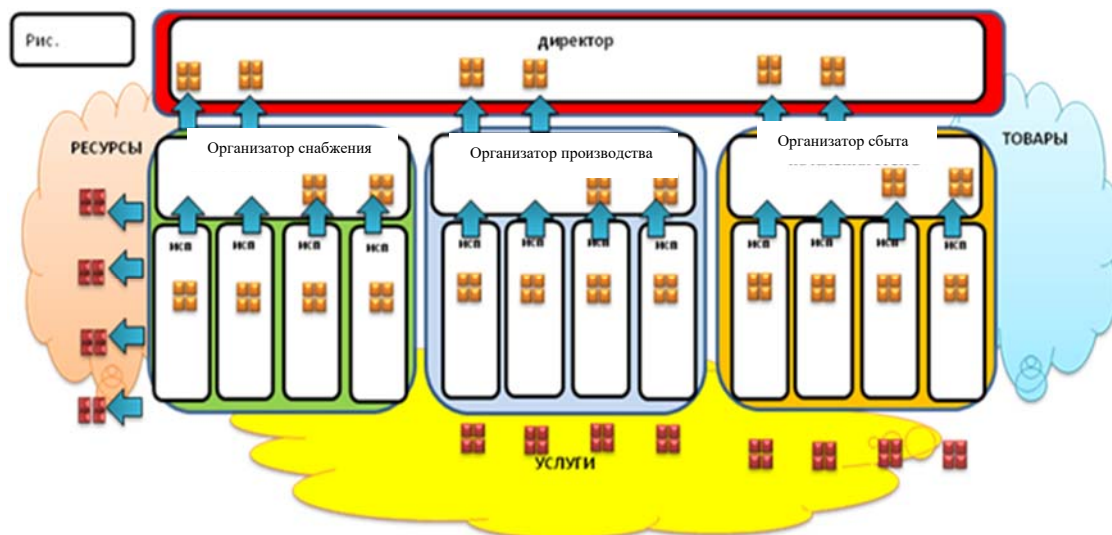 Рис.
директор
РЕСУРСЫ
Организатор снабжения
Организатор производства
Организатор сбыта
ТОВАРЫ
исп
исп
исп
исп
исп
исп
исп
исп
исп
исп
исп
исп
УСЛУГИ